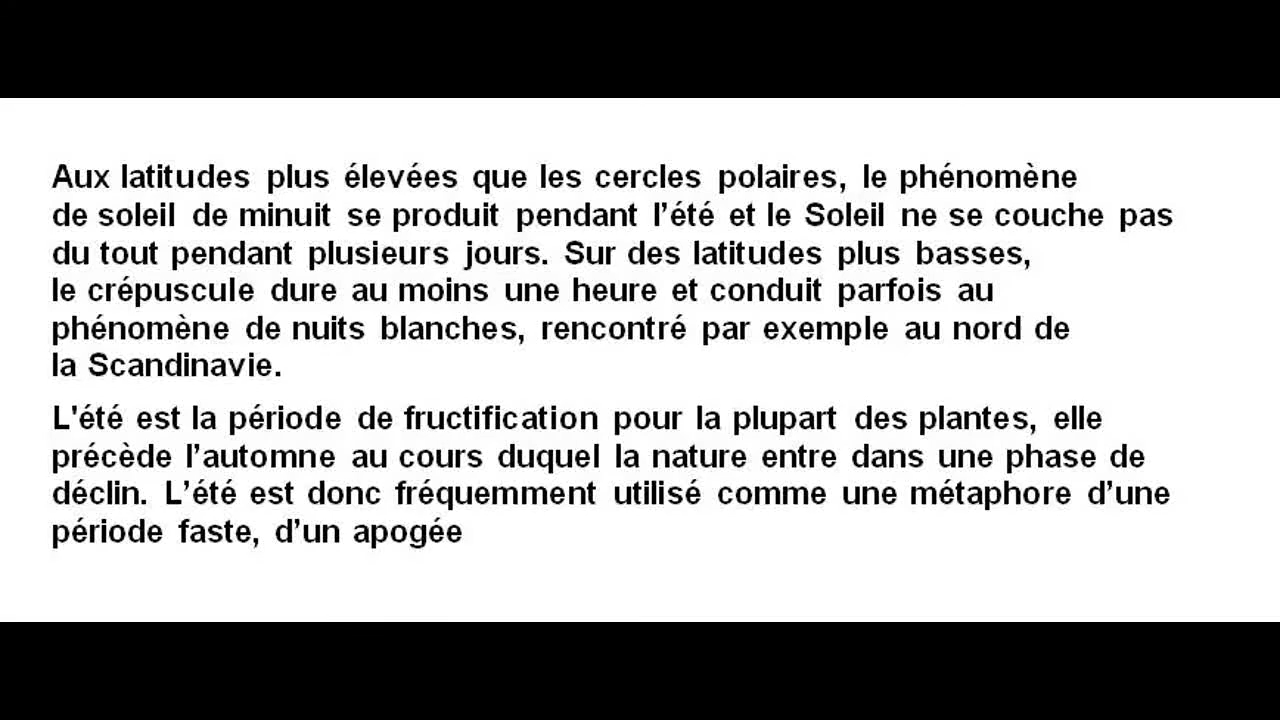 Aux latitudes plus élevées que les cercles polaires, le phénomène
de soleil de minuit se produit pendant l’été et le Soleil ne se couche pas
du tout pendant plusieurs jours. Sur des latitudes plus basses,
le crépuscule dure au moins une heure et conduit parfois au
phénomène de nuits blanches, rencontré par exemple au nord de
la Scandinavie.
L'été est la période de fructification pour la plupart des plantes, elle
précède l’automne au cours duquel la nature entre dans une phase de
déclin. L’été est donc fréquemment utilisé comme une métaphore d’une
période faste, d’un apogée